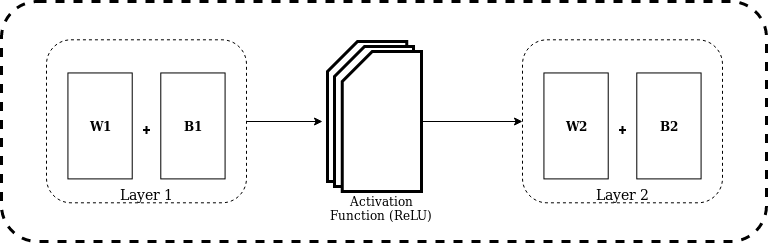 W1 + B1
Layer 1
Activation
Function (ReLU)
W2 + B2
Layer 2